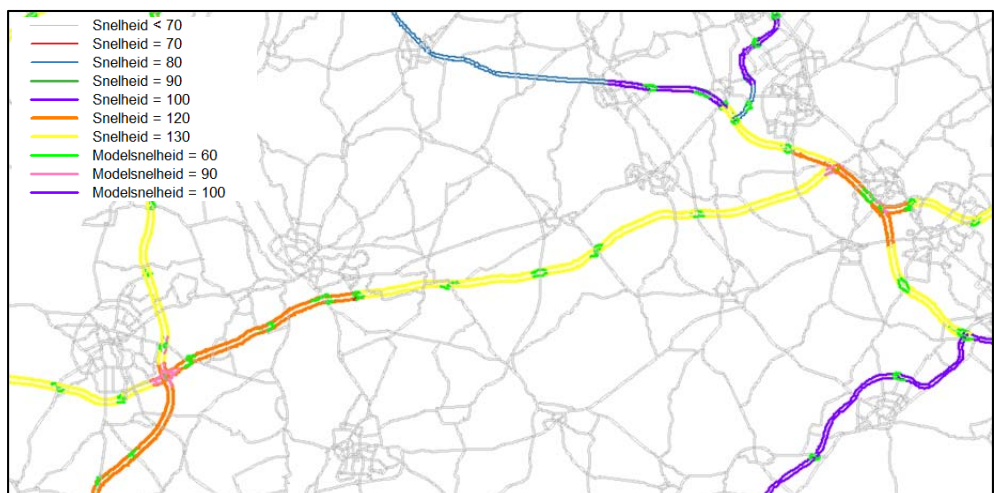 Snelheid < 70
Snelheid = 70
Snelheid = 80
Snelheid = 90
Snelheid = 100
Snelheid = 120
Snelheid = 130
Modelsnelheid = 60
Modelsnelheid = 90
Modelsnelheid = 100